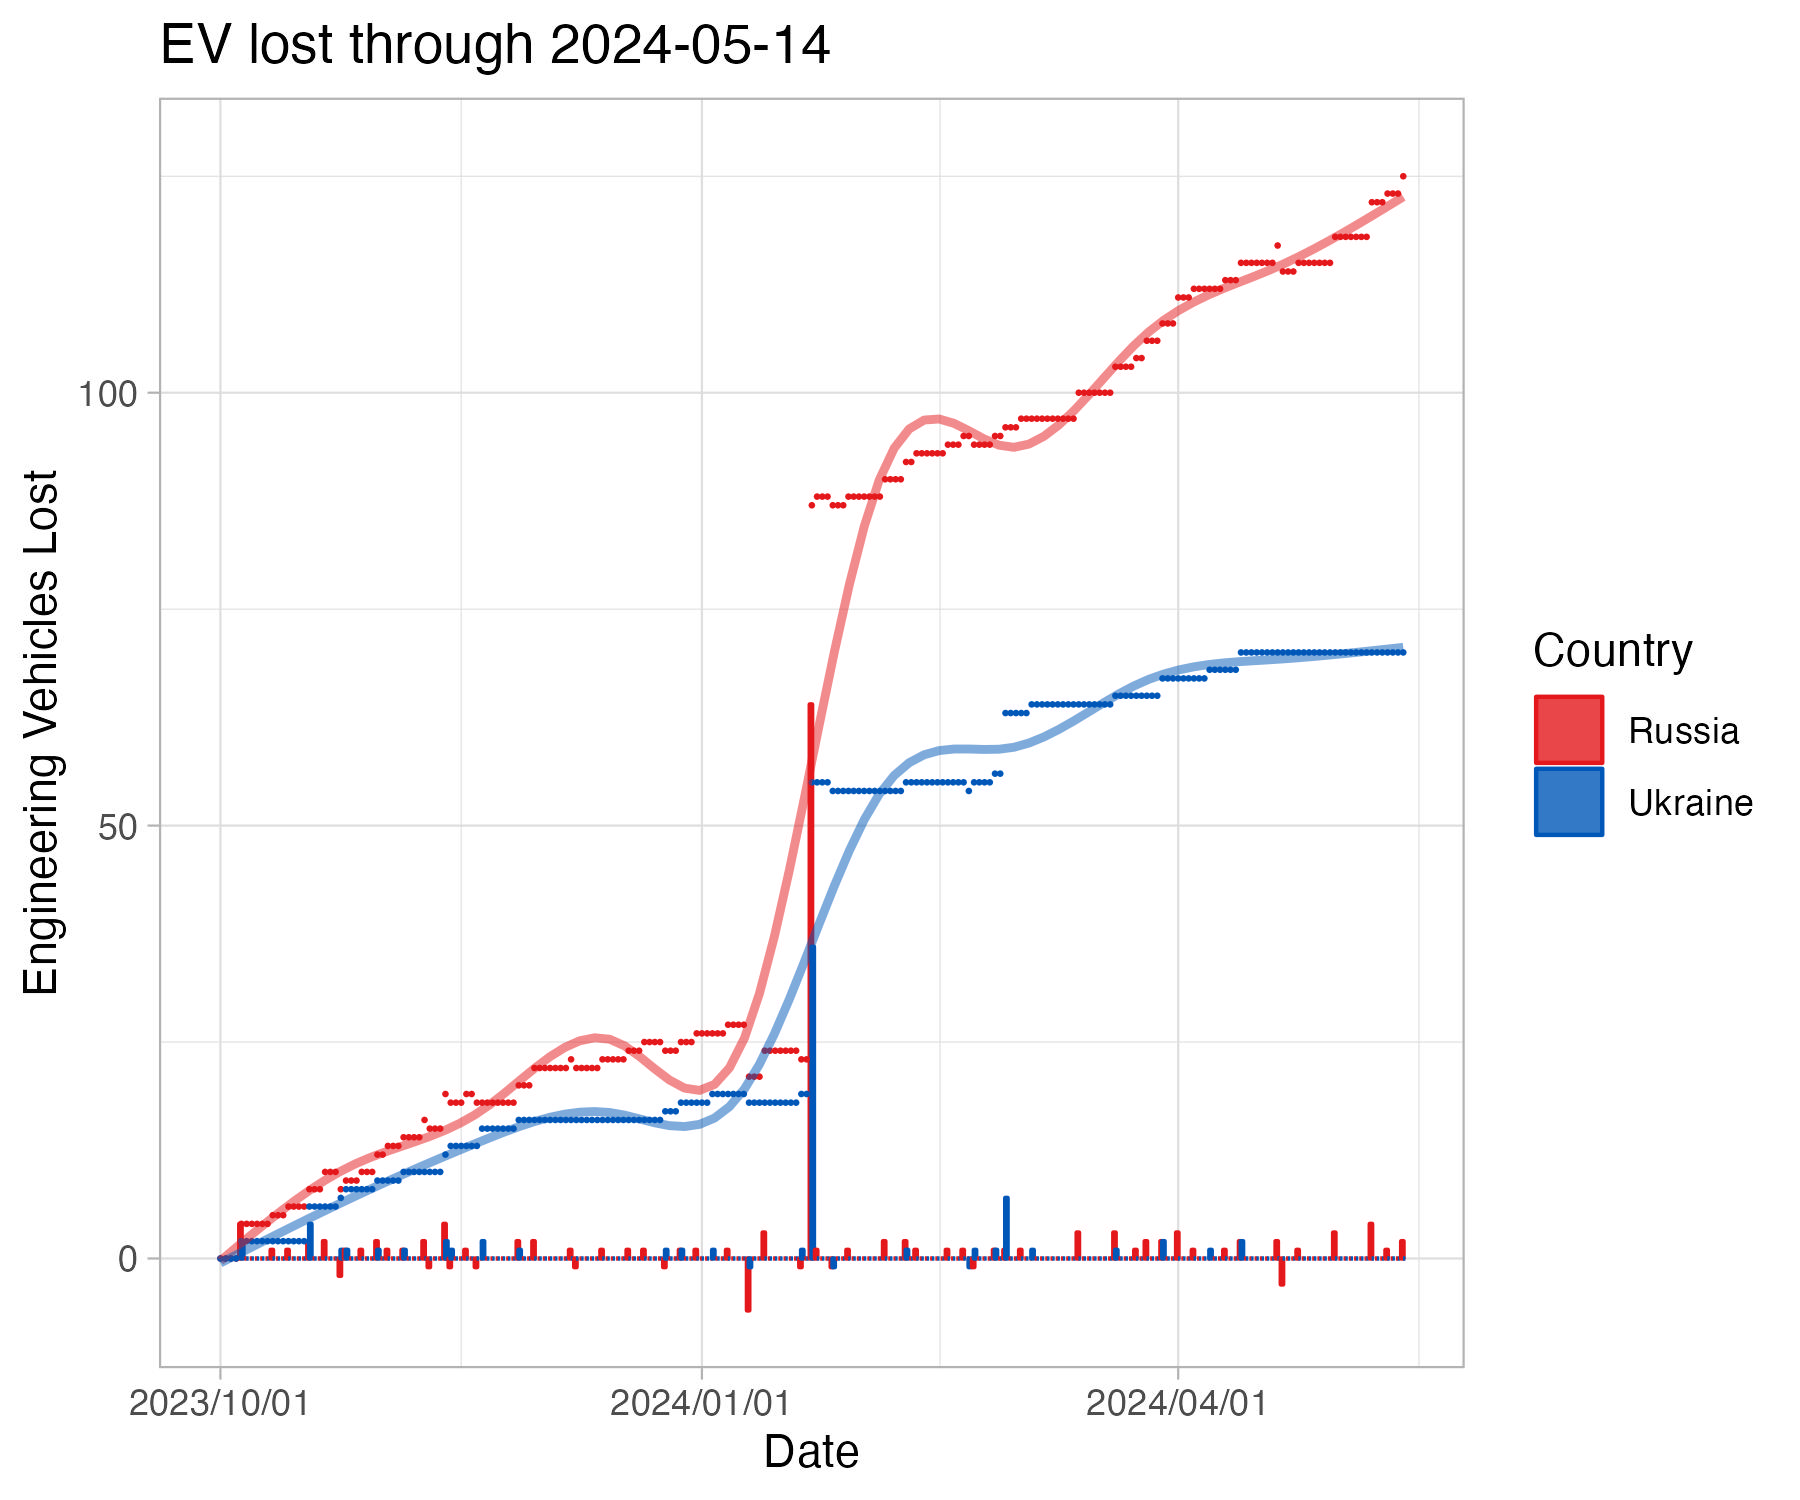 EV lost through 2024-05-14
Engineering Vehicles Lost
100
50
0
2023/10/01
2024/01/01
2024/04/01
Date
Country
Russia
Ukraine